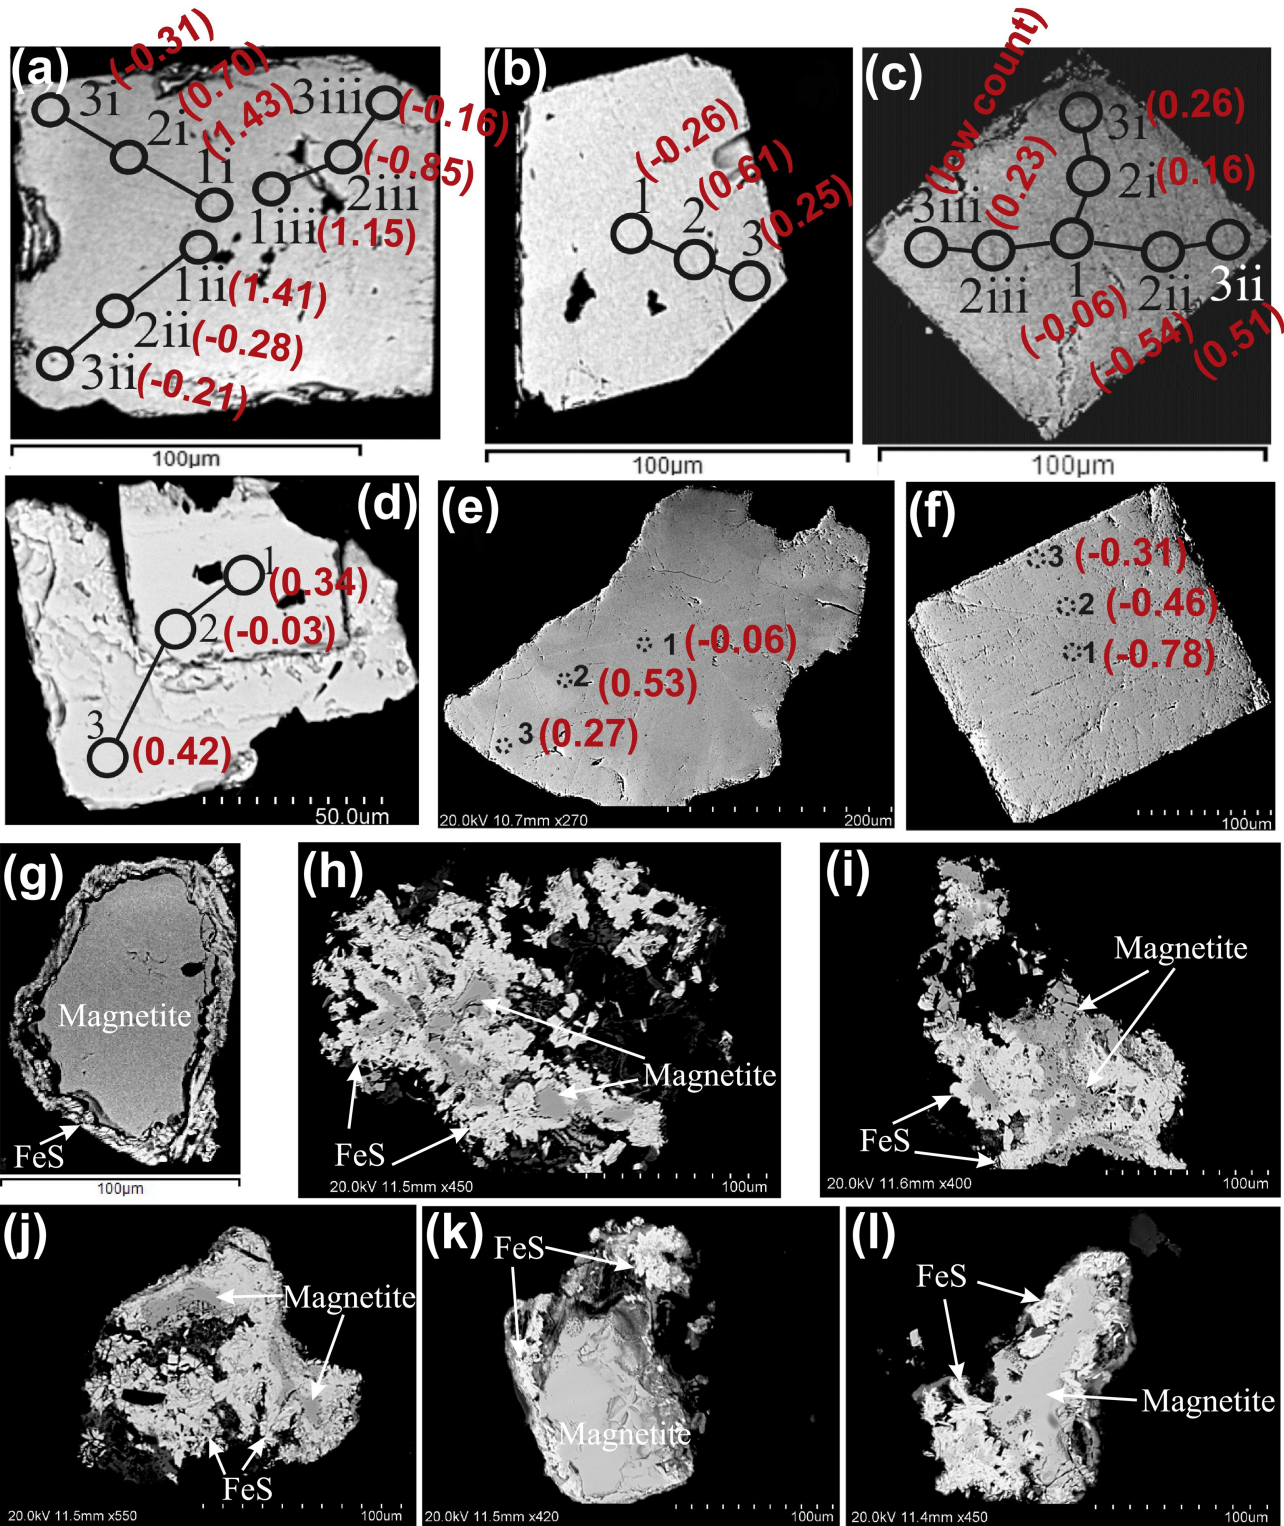 (a)
(-0.31)
3i
(0.70)
2i
(1.43)
1i
3iii
(-0.16)
(-0.85)
2iii
1iii(1.15)
1ii(1.41)
2ii(-0.28)
3ii(-0.21)
100µm
(b)
(-0.26)
1
(0.61)
2
(0.25)
3
100µm
(c)
(low count)
3i(0.26)
2i(0.16)
3iii
(0.23)
2iii
1
(-0.06)
2ii
(-0.54)
3ii
(0.51)
100µm
(d)
1
(0.34)
2(-0.03)
3
(0.42)
50.0um
(e)
1 (-0.06)
2 (0.53)
3 (0.27)
20.0kV 10.7mm x270
200um
(f)
3 (-0.31)
2 (-0.46)
1 (-0.78)
100um
(g)
Magnetite
FeS
100µm
(h)
Magnetite
FeS
20.0kV 11.5mm x450
100um
(i)
Magnetite
FeS
20.0kV 11.6mm x400
100um
(j)
Magnetite
FeS
20.0kV 11.5mm x550
100um
(k)
FeS
Magnetite
20.0kV 11.5mm x420
100um
(l)
FeS
Magnetite
20.0kV 11.4mm x450
100um